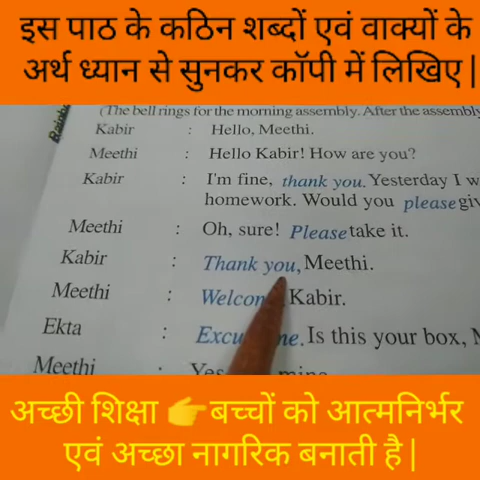 इस पाठ के कठिन शब्दों एवं वाक्यों के
अर्थ ध्यान से सुनकर कॉपी में लिखिए |
(The bell rings for the morning assembly. After the assembly
Kabir : Hello, Meethi.
Meethi : Hello Kabir! How are you?
Kabir : I'm fine, thank you. Yesterday I
homework. Would you please
Meethi : Oh, sure! Please take it.
Kabir : Thank you, Meethi.
Meethi : Kabir.
Ekta : Is this your box,
Meethi :
अच्छी शिक्षा 👉 बच्चों को आत्मनिर्भर
एवं अच्छा नागरिक बनाती है |